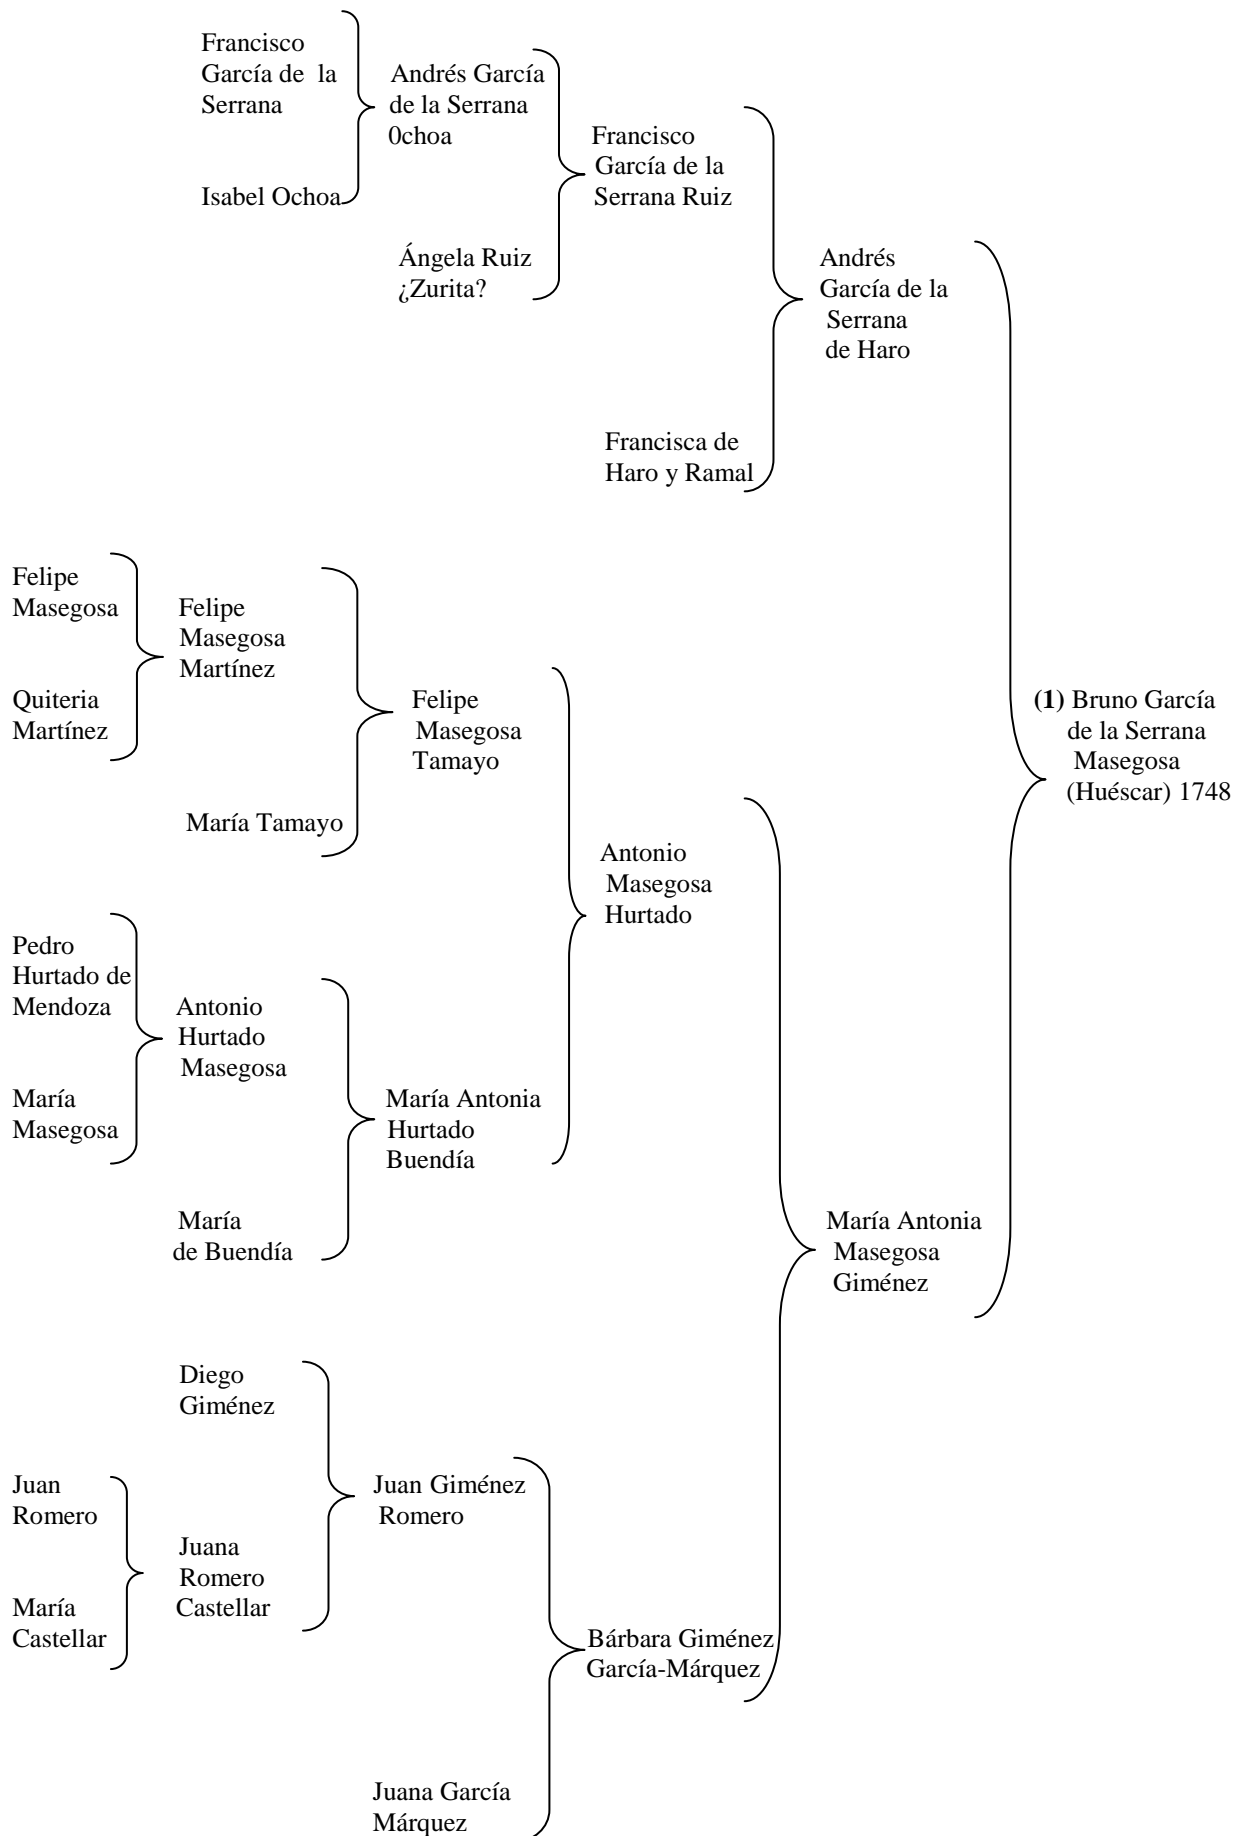 Francisco
García de la
Serrana
Isabel Ochoa
Andrés García
de la Serrana
0choa
Ángela Ruiz
¿Zurita?
Francisco
García de la
Serrana Ruiz
Francisca de
Haro y Ramal
Andrés
García de la
Serrana
de Haro
Felipe
Masegosa
Quiteria
Martínez
Felipe
Masegosa
Martínez
María Tamayo
Felipe
Masegosa
Tamayo
Pedro
Hurtado de
Mendoza
María
Masegosa
Antonio
Hurtado
Masegosa
María
de Buendía
María Antonia
Hurtado
Buendía
Antonio
Masegosa
Hurtado
Diego
Giménez
Juan
Romero
María
Castellar
Juana
Romero
Castellar
Juan Giménez
Romero
Juana García
Márquez
Bárbara Giménez
García-Márquez
María Antonia
Masegosa
Giménez
(1) Bruno García
de la Serrana
Masegosa
(Huéscar) 1748